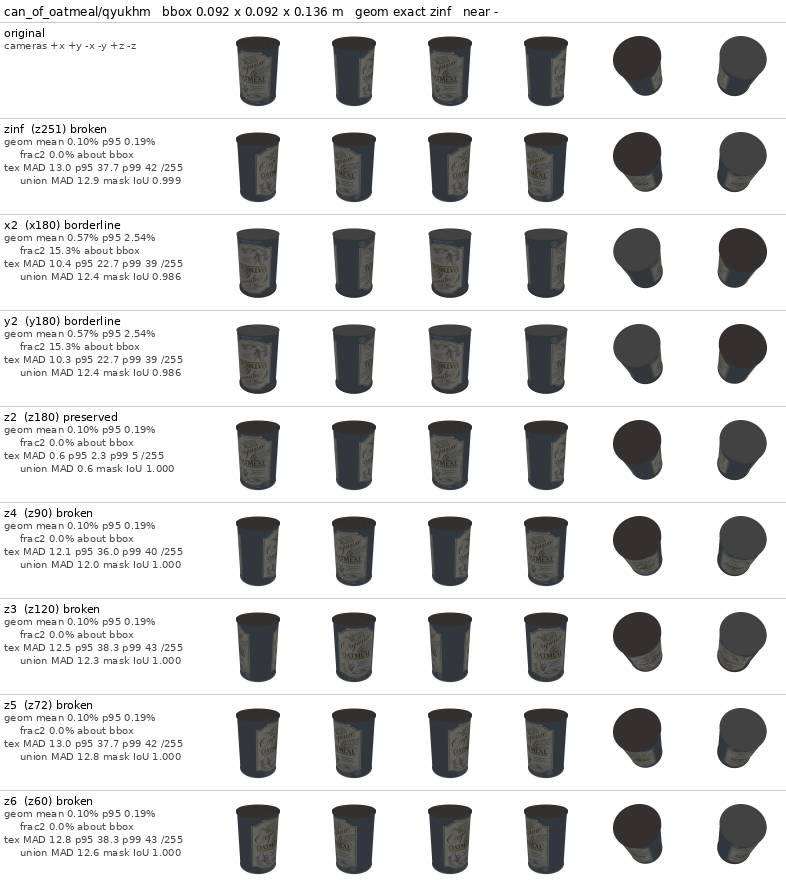 can_of_oatmeal/qyukhm   bbox 0.092 x 0.092 x 0.136 m   geom exact zinf   near -
original
cameras +x +y -x -y +z -z
zinf  (z251) broken
geom mean 0.10% p95 0.19%
frac2 0.0% about bbox
tex MAD 13.0 p95 37.7 p99 42 /255
union MAD 12.9 mask IoU 0.999
x2  (x180) borderline
geom mean 0.57% p95 2.54%
frac2 15.3% about bbox
tex MAD 10.4 p95 22.7 p99 39 /255
union MAD 12.4 mask IoU 0.986
y2  (y180) borderline
geom mean 0.57% p95 2.54%
frac2 15.3% about bbox
tex MAD 10.3 p95 22.7 p99 39 /255
union MAD 12.4 mask IoU 0.986
z2  (z180) preserved
geom mean 0.10% p95 0.19%
frac2 0.0% about bbox
tex MAD 0.6 p95 2.3 p99 5 /255
union MAD 0.6 mask IoU 1.000
z4  (z90) broken
geom mean 0.10% p95 0.19%
frac2 0.0% about bbox
tex MAD 12.1 p95 36.0 p99 40 /255
union MAD 12.0 mask IoU 1.000
z3  (z120) broken
geom mean 0.10% p95 0.19%
frac2 0.0% about bbox
tex MAD 12.5 p95 38.3 p99 43 /255
union MAD 12.3 mask IoU 1.000
Organic
OATMEAL
z5  (z72) broken
geom mean 0.10% p95 0.19%
frac2 0.0% about bbox
tex MAD 13.0 p95 37.7 p99 42 /255
union MAD 12.8 mask IoU 1.000
z6  (z60) broken
geom mean 0.10% p95 0.19%
frac2 0.0% about bbox
tex MAD 12.8 p95 38.3 p99 43 /255
union MAD 12.6 mask IoU 1.000